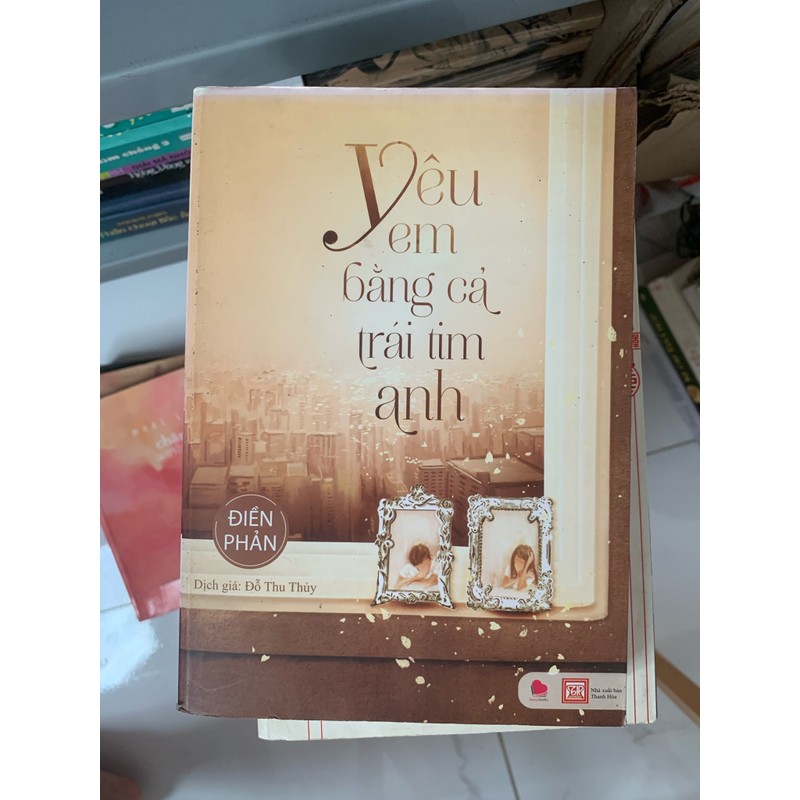 yêu
em
bằng cả
trái tim
anh
ĐIỀN
PHẢN
Dịch giả: Đỗ Thu Thủy
Nhà xuất bản
Thanh Hóa